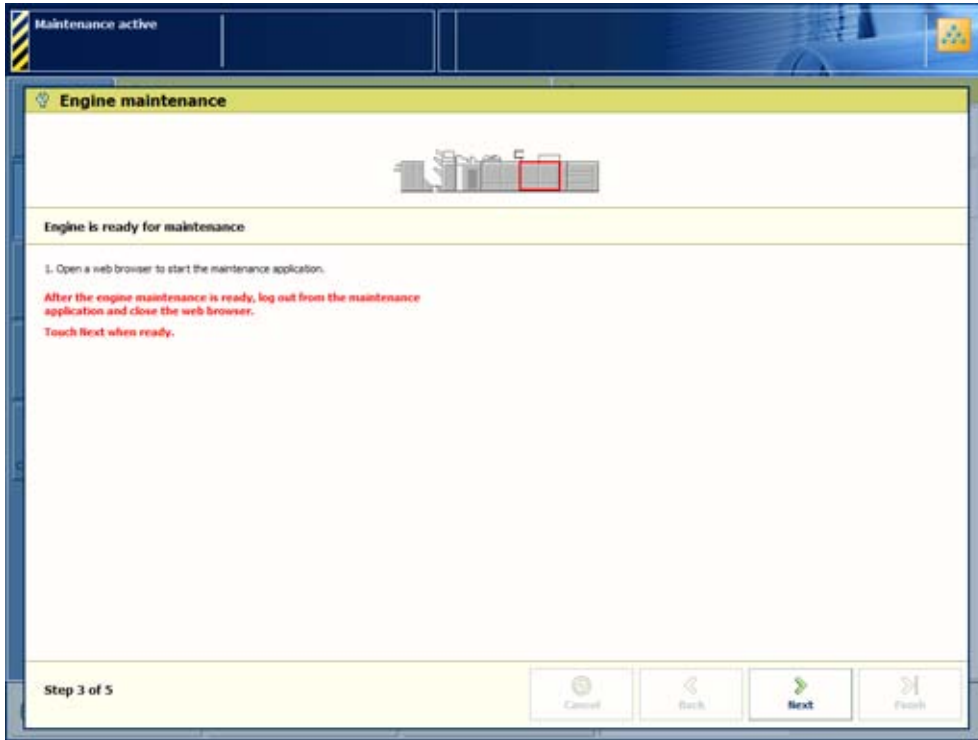 Maintenance active
Engine maintenance
Engine is ready for maintenance
1. Open a web browser to start the maintenance application.
After the engine maintenance is ready, log out from the maintenance
application and close the web browser.
Touch Next when ready.
Step 3 of 5
Cancel
Back
Next
Finish